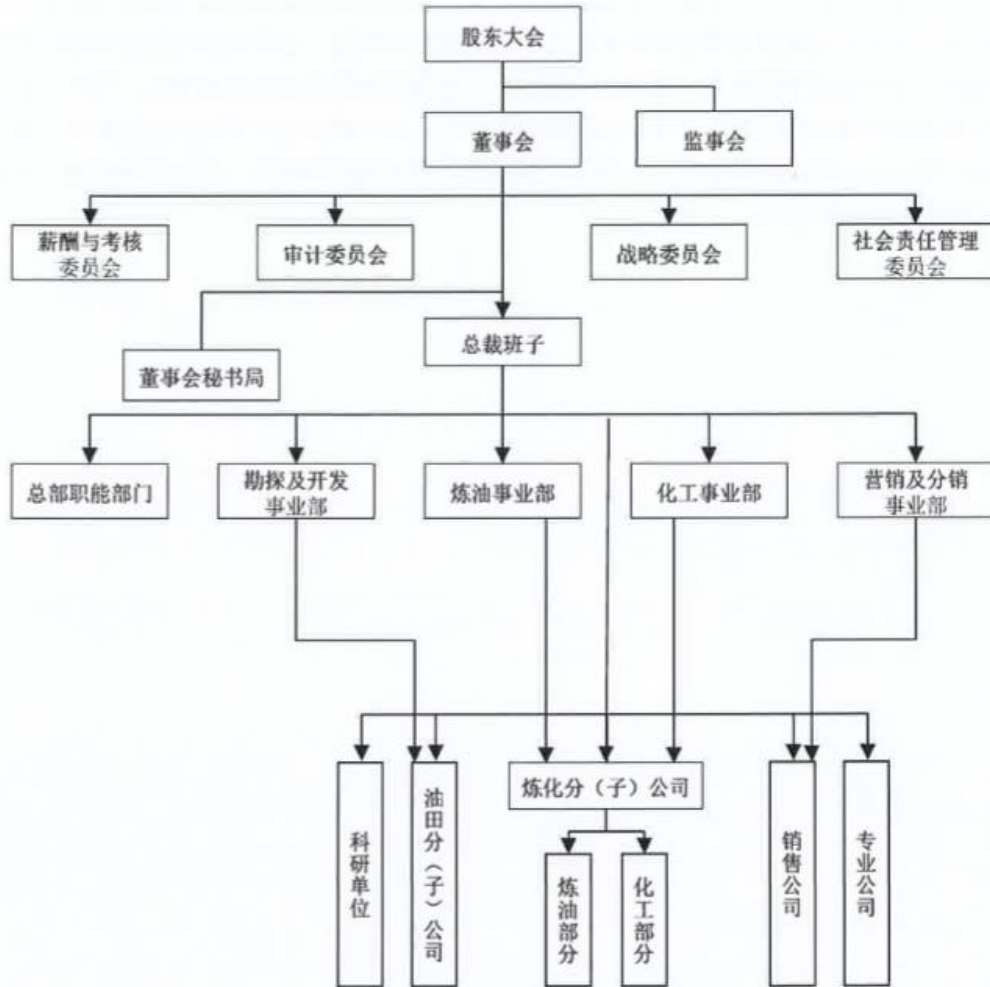 股东大会
董事会
监事会
薪酬与考核
委员会
审计委员会
战略委员会
社会责任管理
委员会
总裁班子
董事会秘书局
总部职能部门
勘探及开发
事业部
炼油事业部
化工事业部
营销及分销
事业部
科研单位
油田分（子）公司
炼化分（子）公司
炼油部分
化工部分
销售公司
专业公司